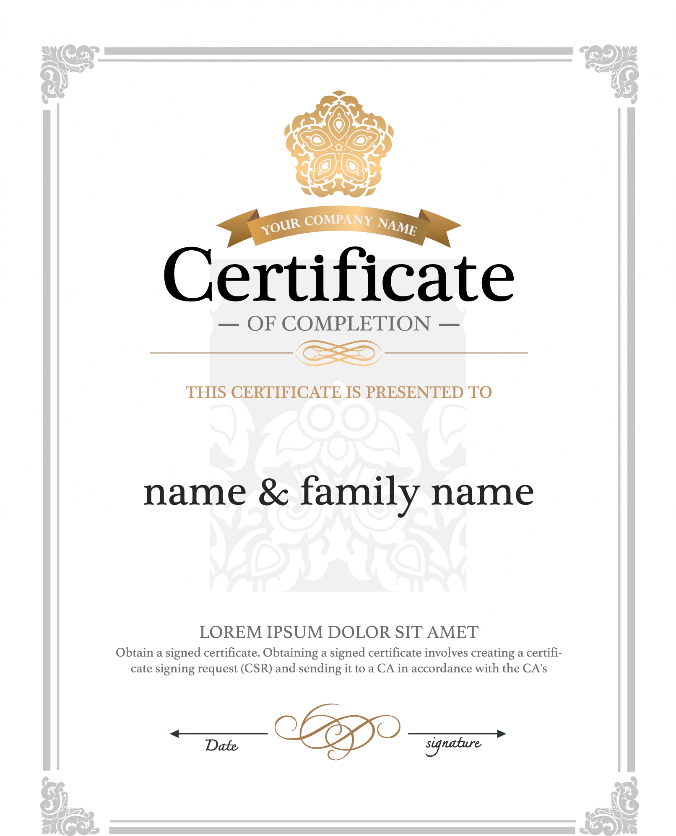 YOUR COMPANY NAME
Certificate
— OF COMPLETION —
THIS CERTIFICATE IS PRESENTED TO
name & family name
LOREM IPSUM DOLOR SIT AMET
Obtain a signed certificate. Obtaining a signed certificate involves creating a certifi-
cate signing request (CSR) and sending it to a CA in accordance with the CA's
Date
signature